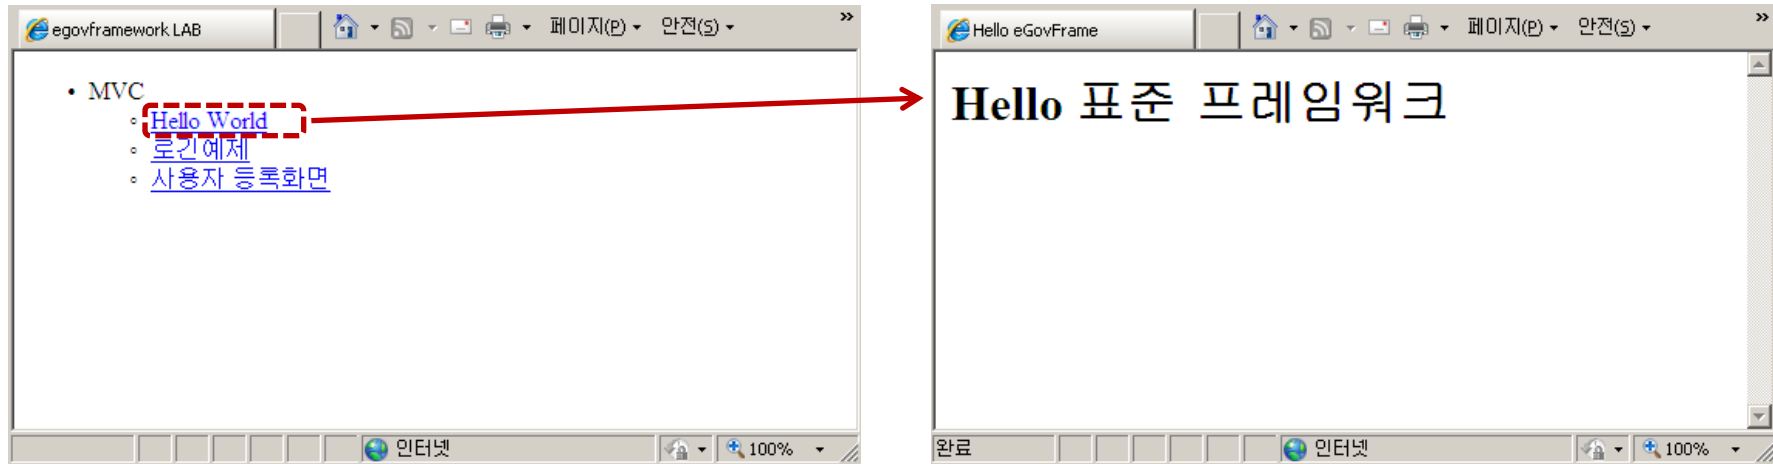 egovframework LAB
페이지(P)
안전(S)
»
• MVC
◦ Hello World
◦ 로긴예제
◦ 사용자 등록화면
인터넷
100%
Hello eGovFrame
페이지(P)
안전(S)
»
Hello 표준 프레임워크
완료
인터넷
100%